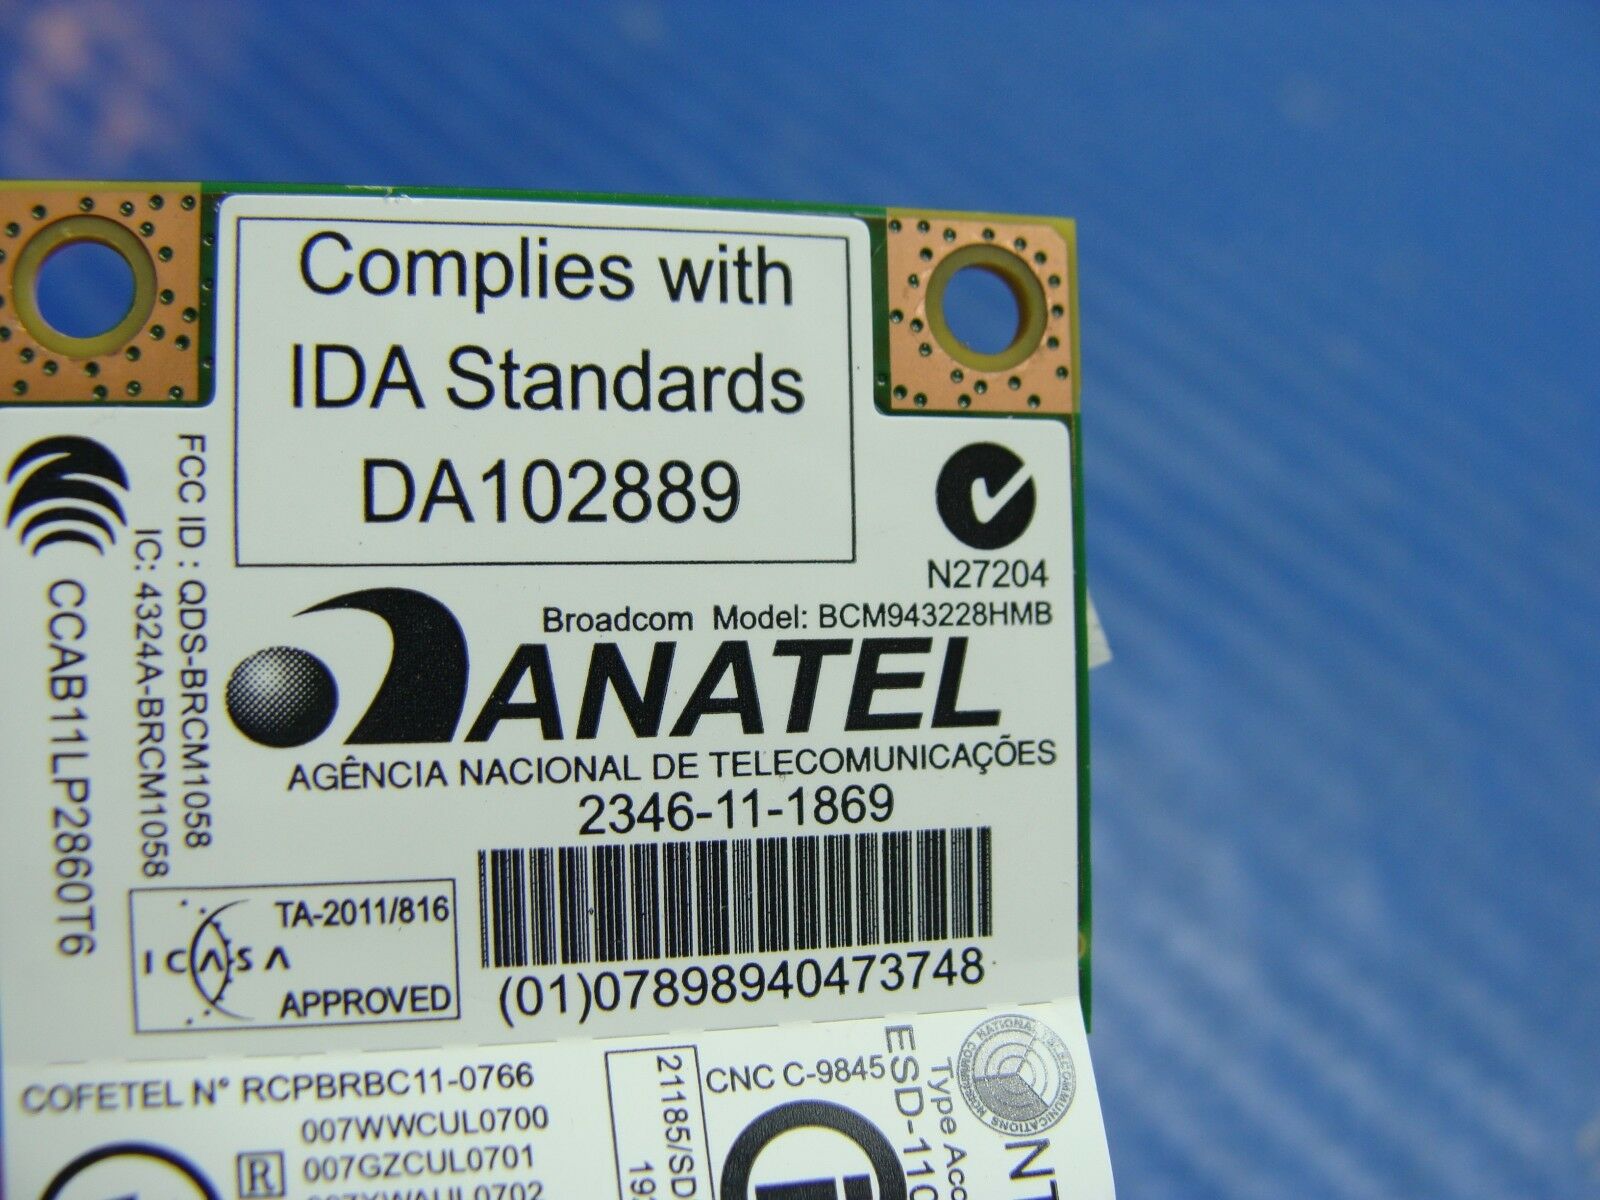 Complies with
IDA Standards
DA102889
N27204
Broadcom Model: BCM943228HMB
ANATEL
AGÊNCIA NACIONAL DE TELECOMUNICAÇÕES
2346-11-1869
(01)07898940473748
FCC ID : QDS-BRCM1058
IC: 4324A-BRCM1058
CCAB11LP2860T6
TA-2011/816
ICASA
APPROVED
COFETEL N° RCPBRBC11-0766
007WWCUL0700
R 007GZCUL0701
CNC C-9845
Type